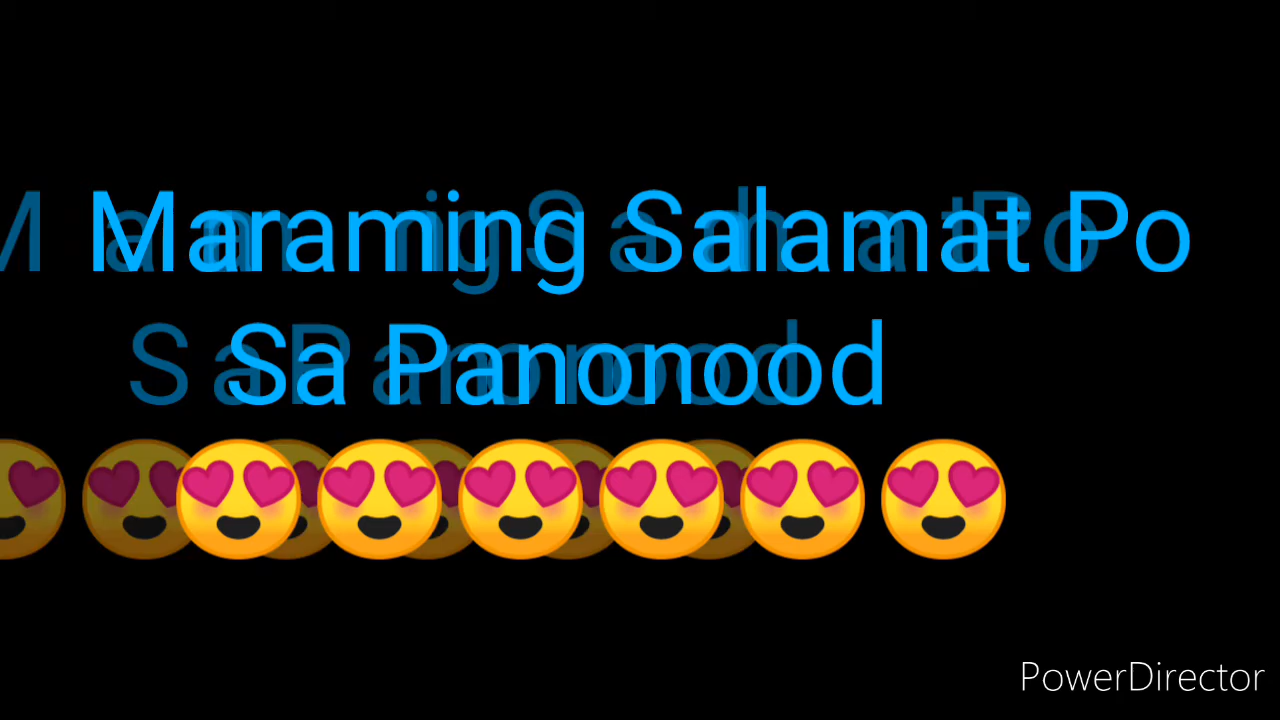 Maraming Salamat Po
Sa Panonood
😍😍😍😍😍😍
PowerDirector